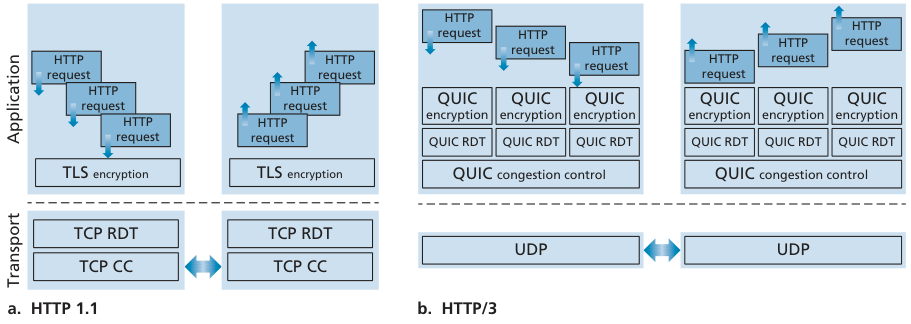 Application
HTTP
request
HTTP
request
HTTP
request
TLS encryption
HTTP
request
HTTP
request
HTTP
request
TLS encryption
Transport
TCP RDT
TCP CC
TCP RDT
TCP CC
a. HTTP 1.1
HTTP
request
HTTP
request
HTTP
request
QUIC
encryption
QUIC
encryption
QUIC
encryption
QUIC RDT
QUIC RDT
QUIC RDT
QUIC congestion control
HTTP
request
HTTP
request
HTTP
request
QUIC
encryption
QUIC
encryption
QUIC
encryption
QUIC RDT
QUIC RDT
QUIC RDT
QUIC congestion control
UDP
UDP
b. HTTP/3